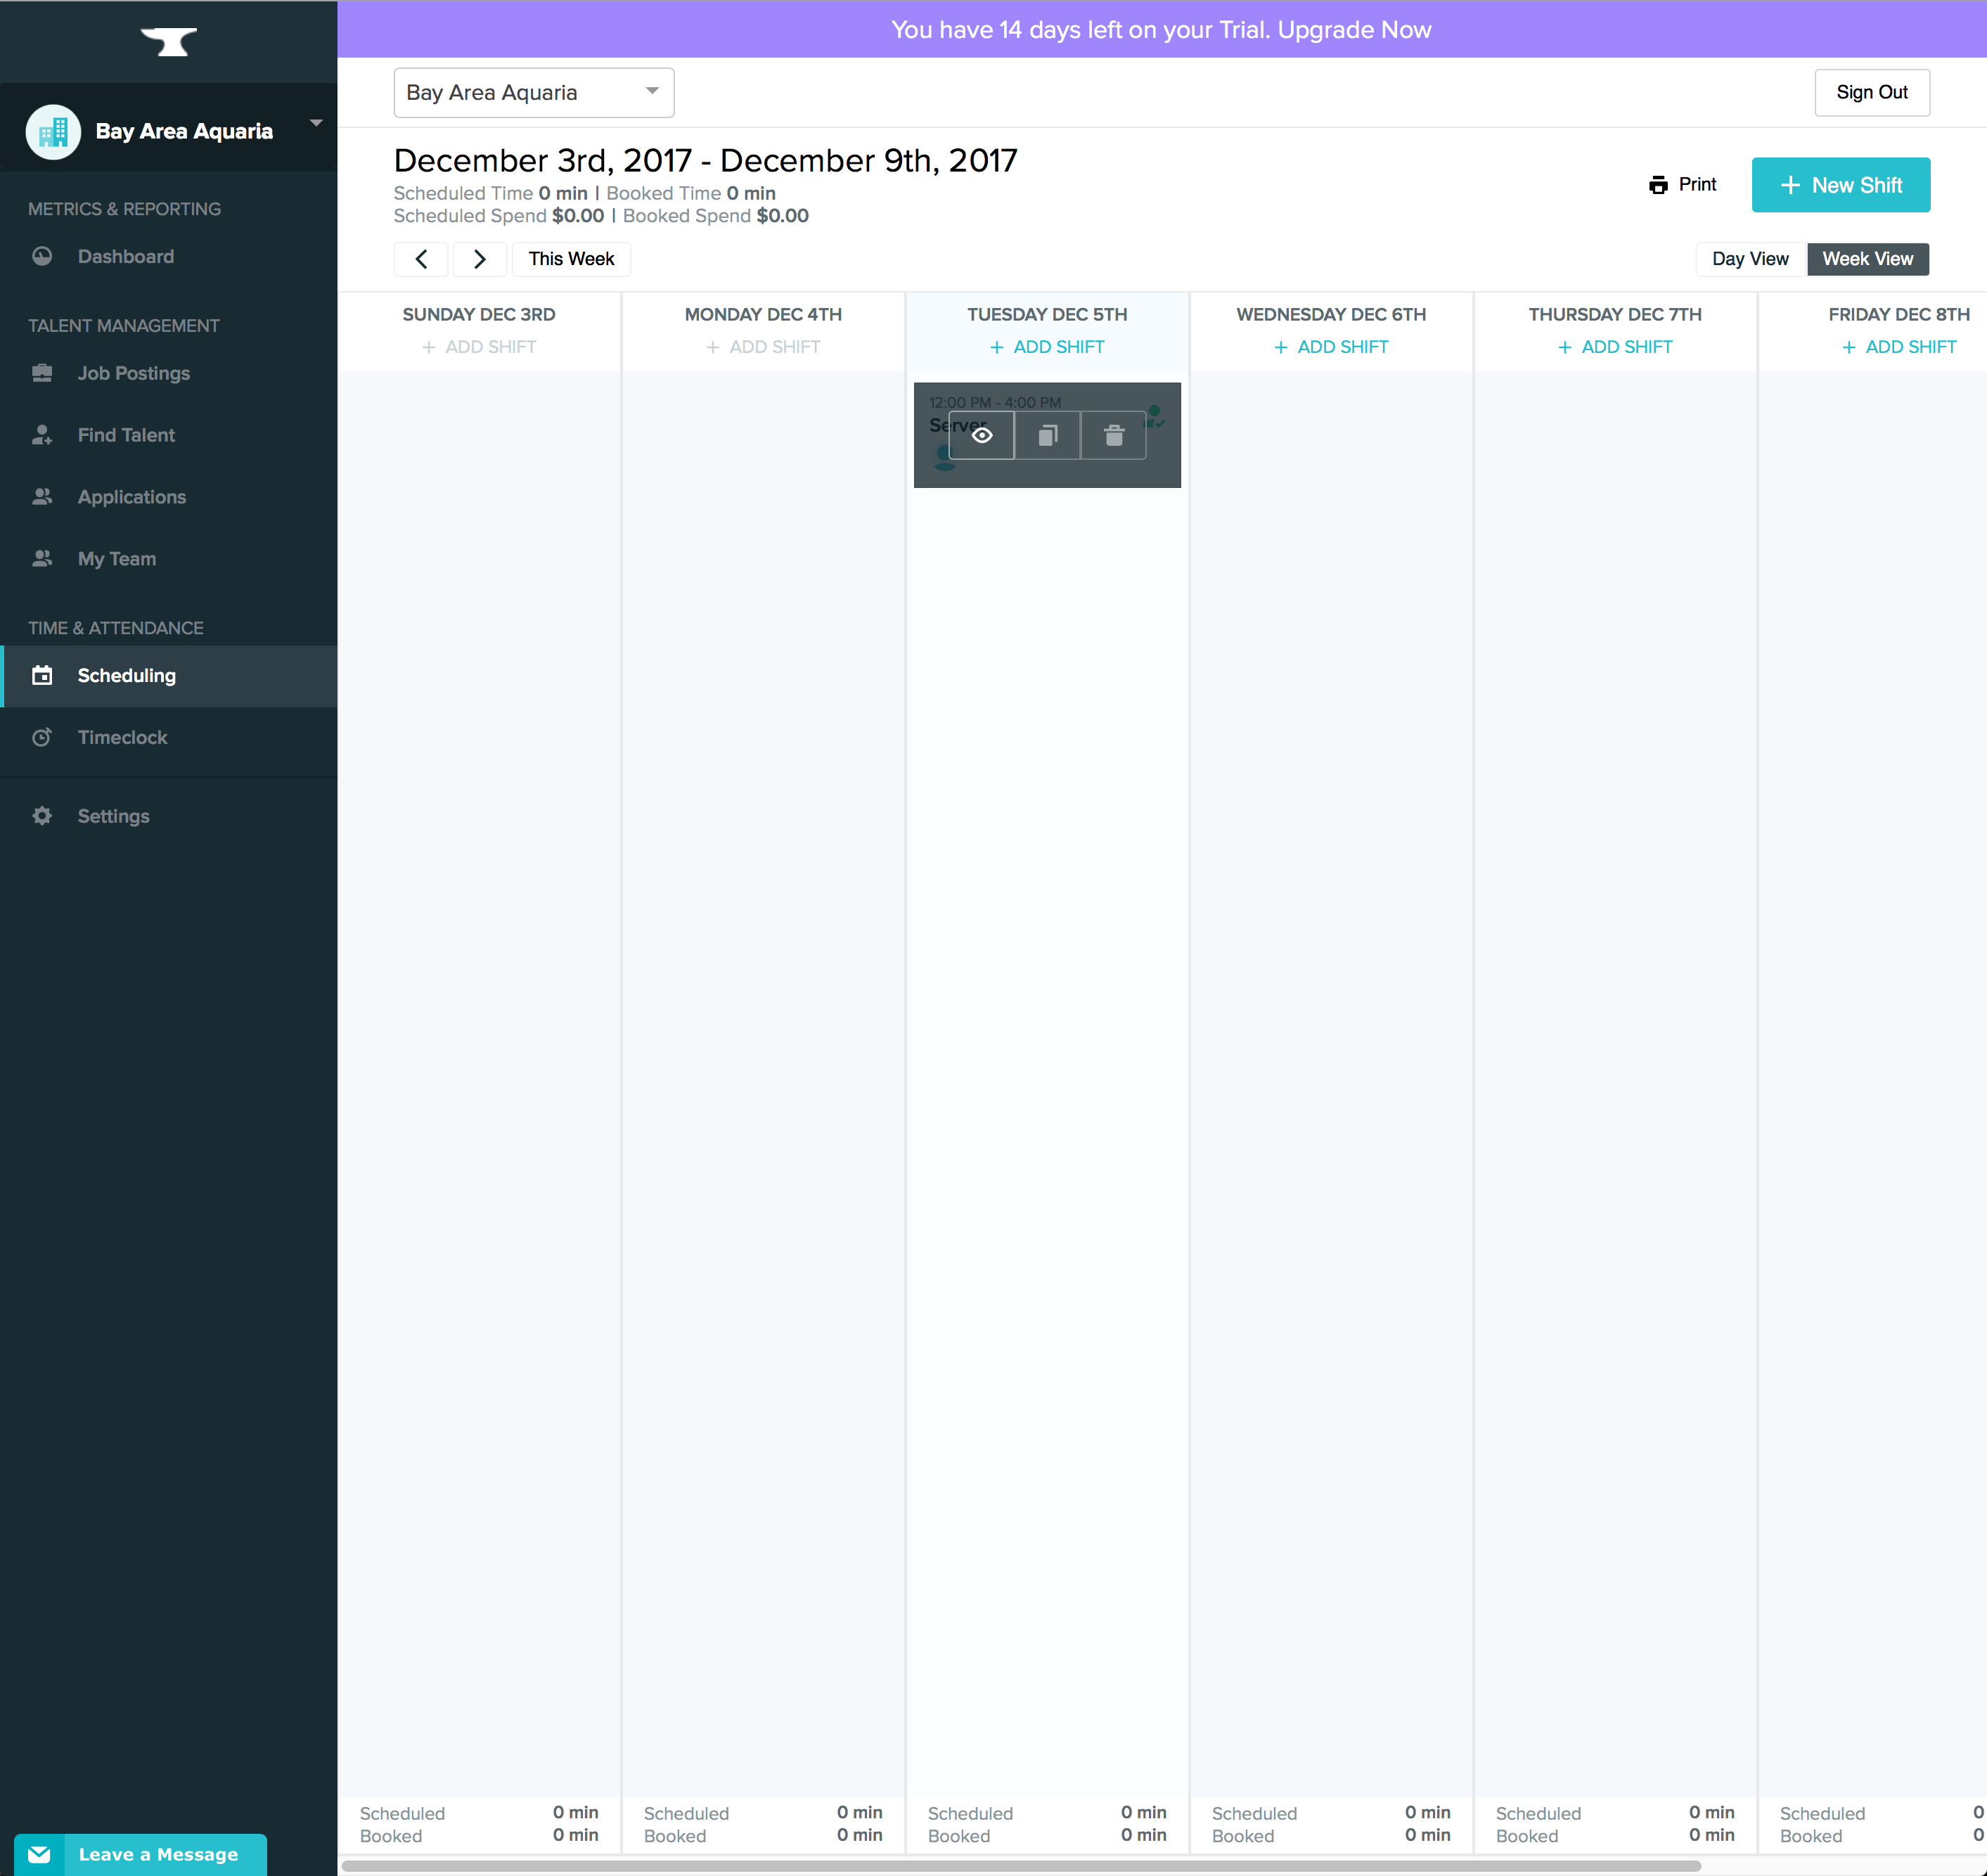 You have 14 days left on your Trial. Upgrade Now
Bay Area Aquaria
Sign Out
Bay Area Aquaria
METRICS & REPORTING
Dashboard
TALENT MANAGEMENT
Job Postings
Find Talent
Applications
My Team
TIME & ATTENDANCE
Scheduling
Timeclock
Settings
Leave a Message
December 3rd, 2017 - December 9th, 2017
Scheduled Time 0 min | Booked Time 0 min
Scheduled Spend $0.00 | Booked Spend $0.00
Print
+ New Shift
This Week
Day View
Week View
SUNDAY DEC 3RD
+ ADD SHIFT
MONDAY DEC 4TH
+ ADD SHIFT
TUESDAY DEC 5TH
+ ADD SHIFT
WEDNESDAY DEC 6TH
+ ADD SHIFT
THURSDAY DEC 7TH
+ ADD SHIFT
FRIDAY DEC 8TH
+ ADD SHIFT
12:00 PM - 4:00 PM
Server
Scheduled 0 min
Booked 0 min
Scheduled 0 min
Booked 0 min
Scheduled 0 min
Booked 0 min
Scheduled 0 min
Booked 0 min
Scheduled 0 min
Booked 0 min
Scheduled 0
Booked 0